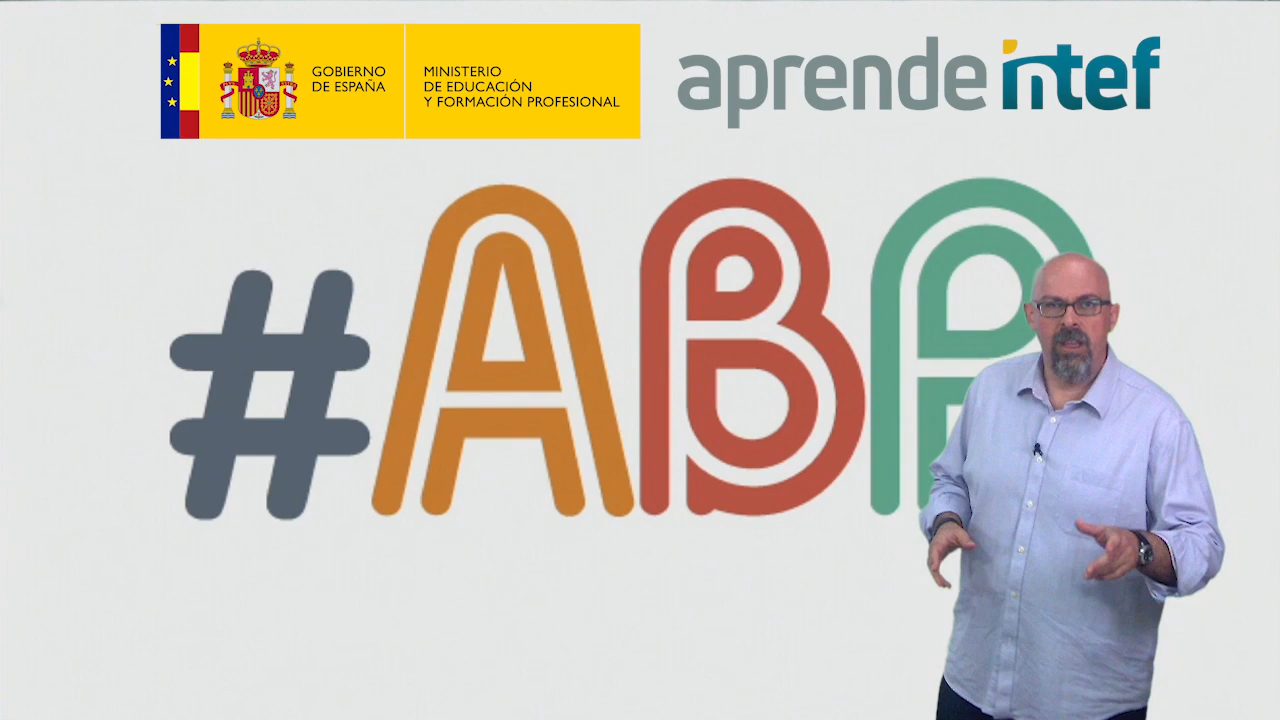 GOBIERNO
DE ESPAÑA
MINISTERIO
DE EDUCACIÓN
Y FORMACIÓN PROFESIONAL
aprende intef
#ABP